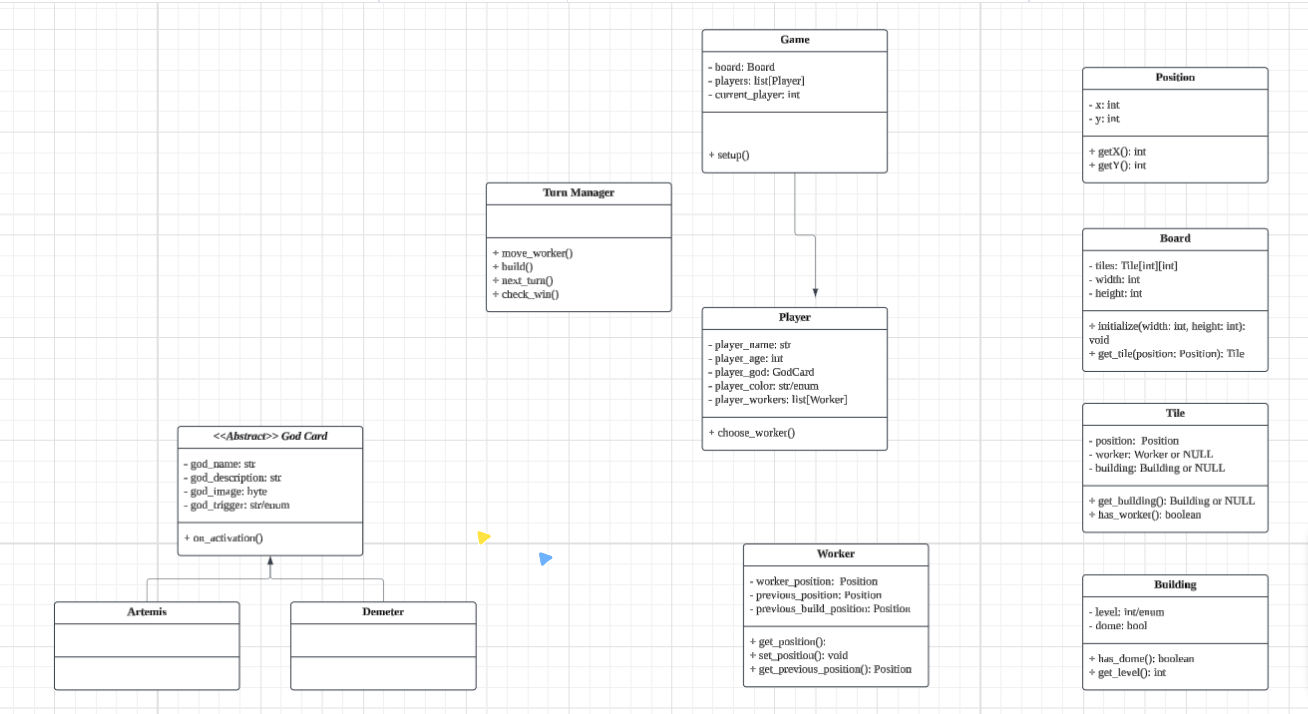 Game
- board: Board
- players: list[Player]
- current_player: int
+ setup()
Position
- x: int
- y: int
+ getX(): int
+ getY(): int
Turn Manager
+ move_worker()
+ build()
+ next_turn()
+ check_win()
Board
- tiles: Tile[int][int]
- width: int
- height: int
+ initialize(width: int, height: int):
void
+ get_tile(position: Position): Tile
Player
- player_name: str
- player_age: int
- player_god: GodCard
- player_color: str/enum
- player_workers: list[Worker]
+ choose_worker()
Tile
- position: Position
- worker: Worker or NULL
- building: Building or NULL
+ get_building(): Building or NULL
+ has_worker(): boolean
<<Abstract>> God Card
- god_name: str
- god_description: str
- god_image: byte
- god_trigger: str/enum
+ on_activation()
Worker
- worker_position: Position
- previous_position: Position
- previous_build_position: Position
+ get_position():
+ set_position(): void
+ get_previous_position(): Position
Building
- level: int/enum
- dome: bool
+ has_dome(): boolean
+ get_level(): int
Artemis
Demeter